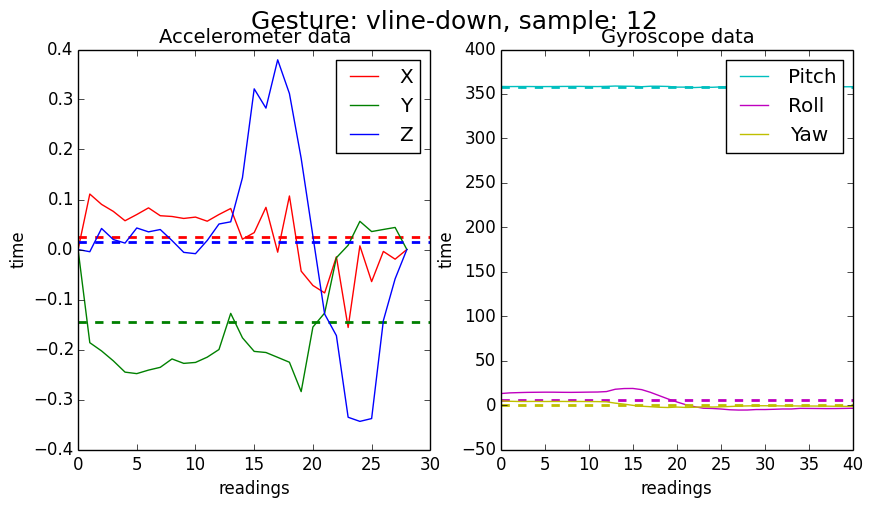 Gesture: vline-down, sample: 12
Accelerometer data
0.4
0.3
0.2
0.1
0.0
−0.1
−0.2
−0.3
−0.4
time
0
5
10
15
20
25
30
readings
X
Y
Z
Gyroscope data
400
350
300
250
200
150
100
50
0
−50
time
0
5
10
15
20
25
30
35
40
readings
Pitch
Roll
Yaw